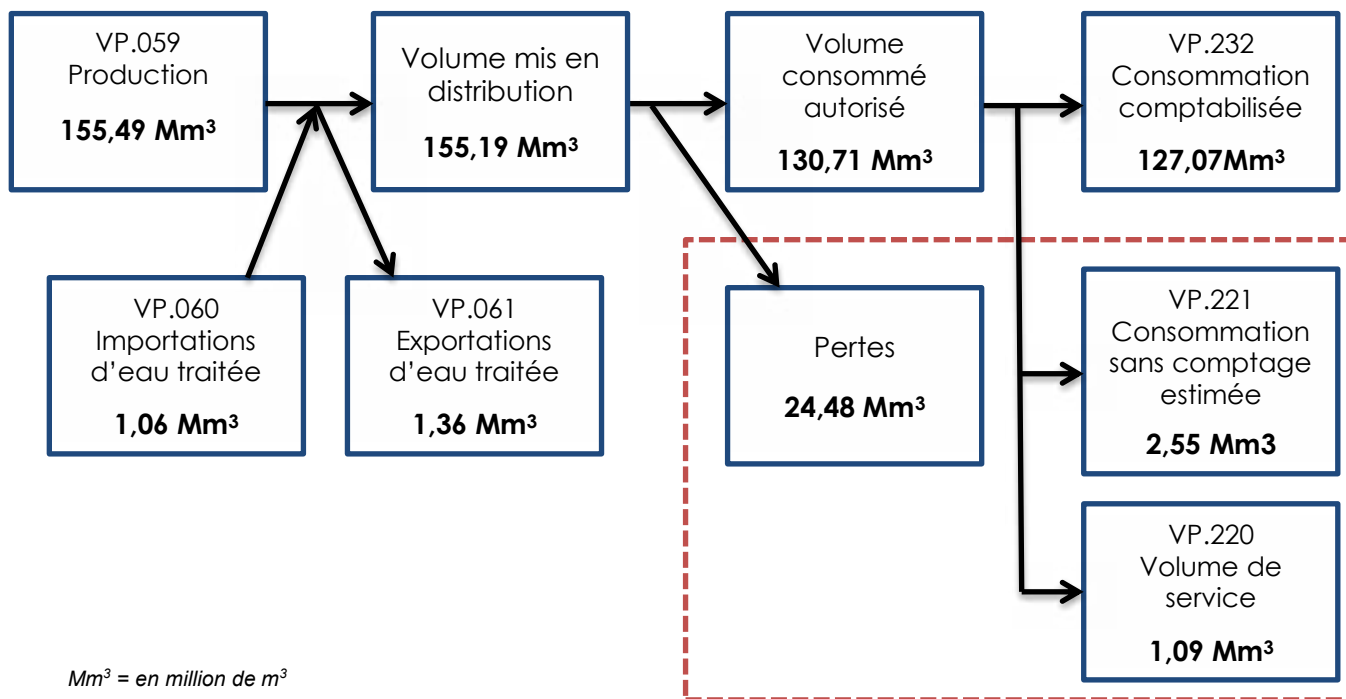 VP.059
Production
155,49 Mm³
Volume mis en
distribution
155,19 Mm³
Volume
consommé
autorisé
130,71 Mm³
VP.232
Consommation
comptabilisée
127,07Mm³
VP.060
Importations
d'eau traitée
1,06 Mm³
VP.061
Exportations
d'eau traitée
1,36 Mm³
Pertes
24,48 Mm³
VP.221
Consommation
sans comptage
estimée
2,55 Mm3
VP.220
Volume de
service
1,09 Mm³
Mm³ = en million de m³